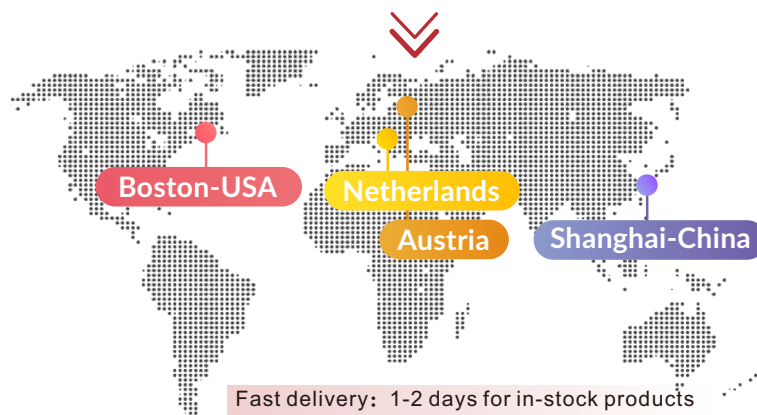 Boston-USA
Netherlands
Austria
Shanghai-China
Fast delivery：1-2 days for in-stock products